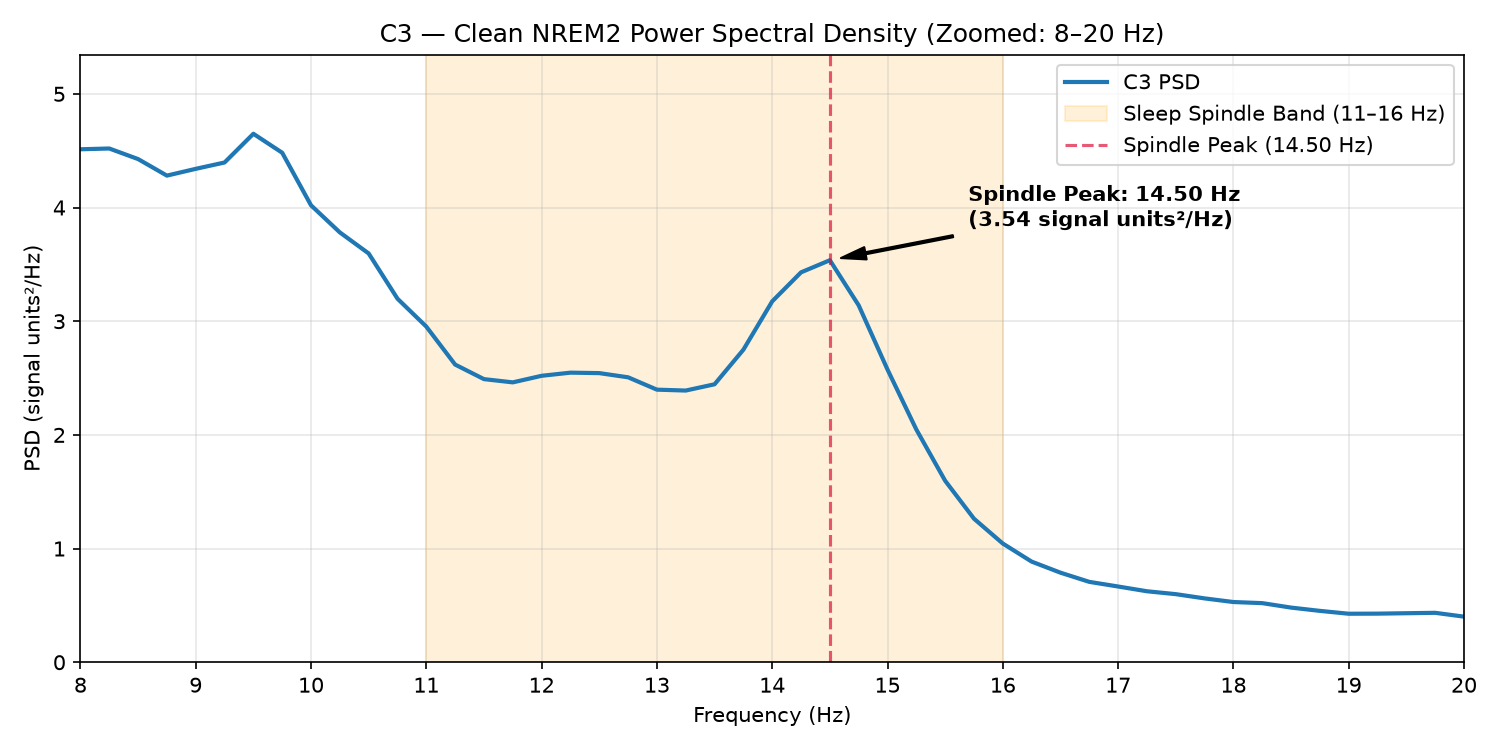 C3 — Clean NREM2 Power Spectral Density (Zoomed: 8–20 Hz)
C3 PSD
Sleep Spindle Band (11–16 Hz)
Spindle Peak (14.50 Hz)
Spindle Peak: 14.50 Hz
(3.54 signal units²/Hz)
PSD (signal units²/Hz)
5
4
3
2
1
0
8 9 10 11 12 13 14 15 16 17 18 19 20
Frequency (Hz)